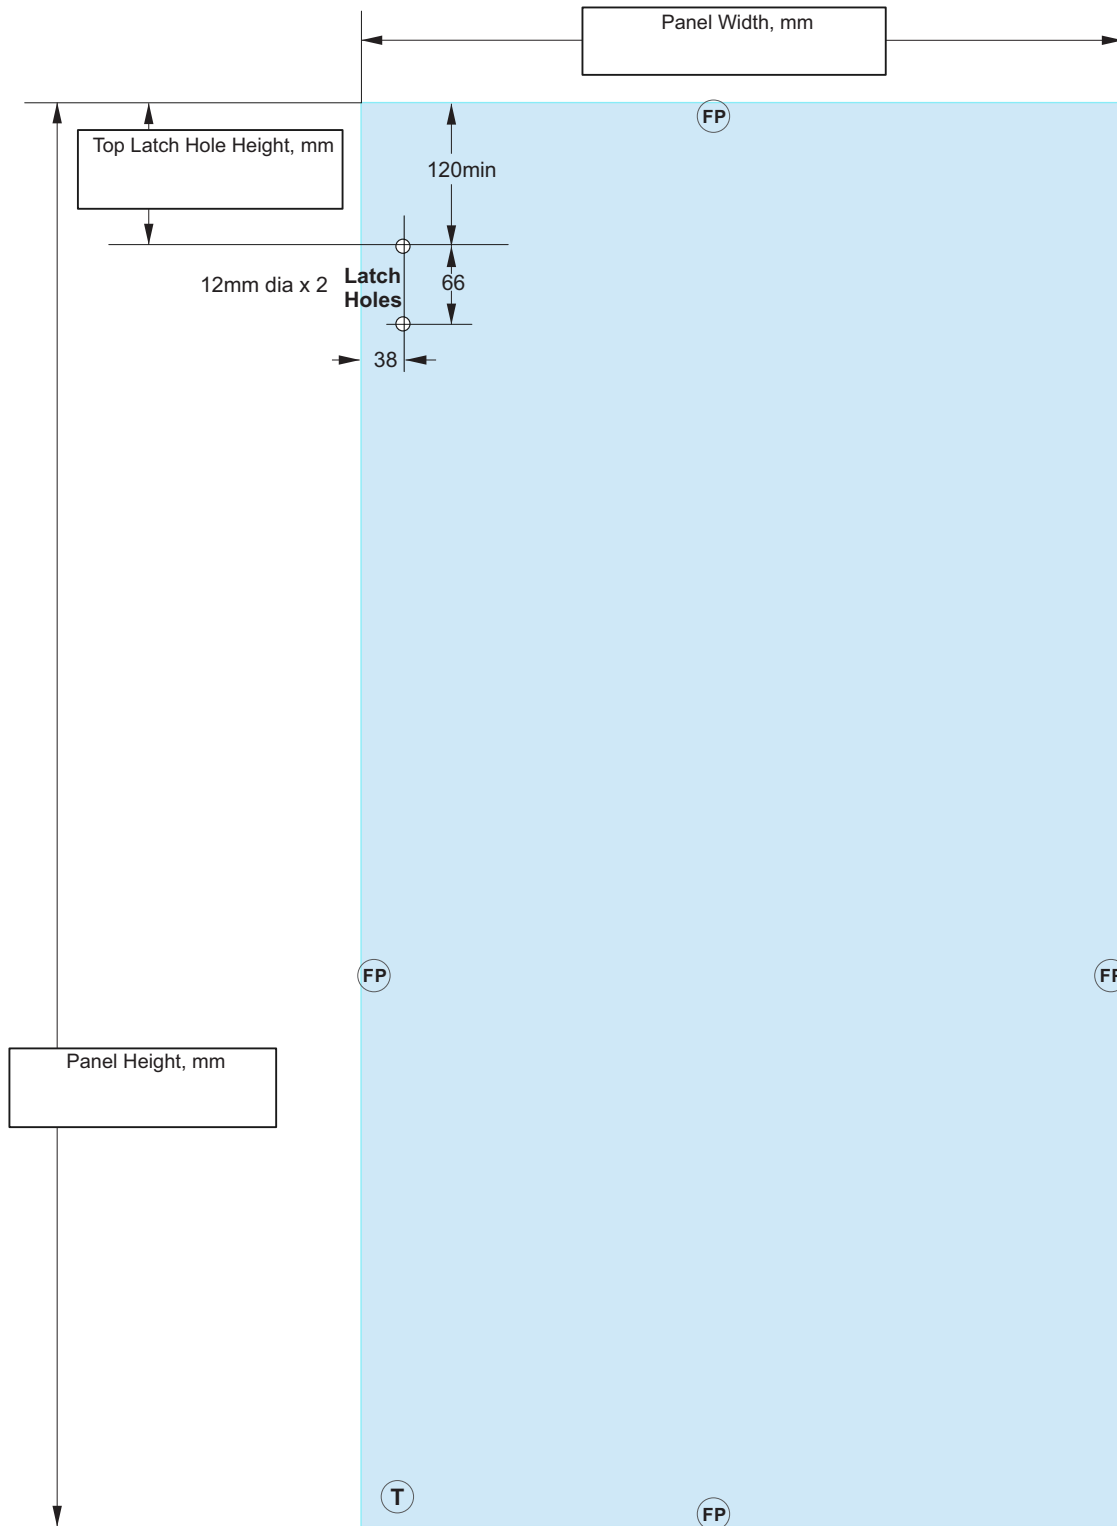 Panel Width, mm
FP
Top Latch Hole Height, mm
120min
12mm dia x 2
Latch
Holes
66
38
FP
FP
Panel Height, mm
T
FP